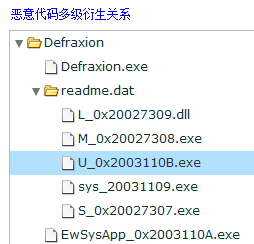 恶意代码多级衍生关系
Defraxion
Defraxion.exe
readme.dat
L_0x20027309.dll
M_0x20027308.exe
U_0x2003110B.exe
sys_20031109.exe
S_0x20027307.exe
EwSysApp_0x2003110A.exe